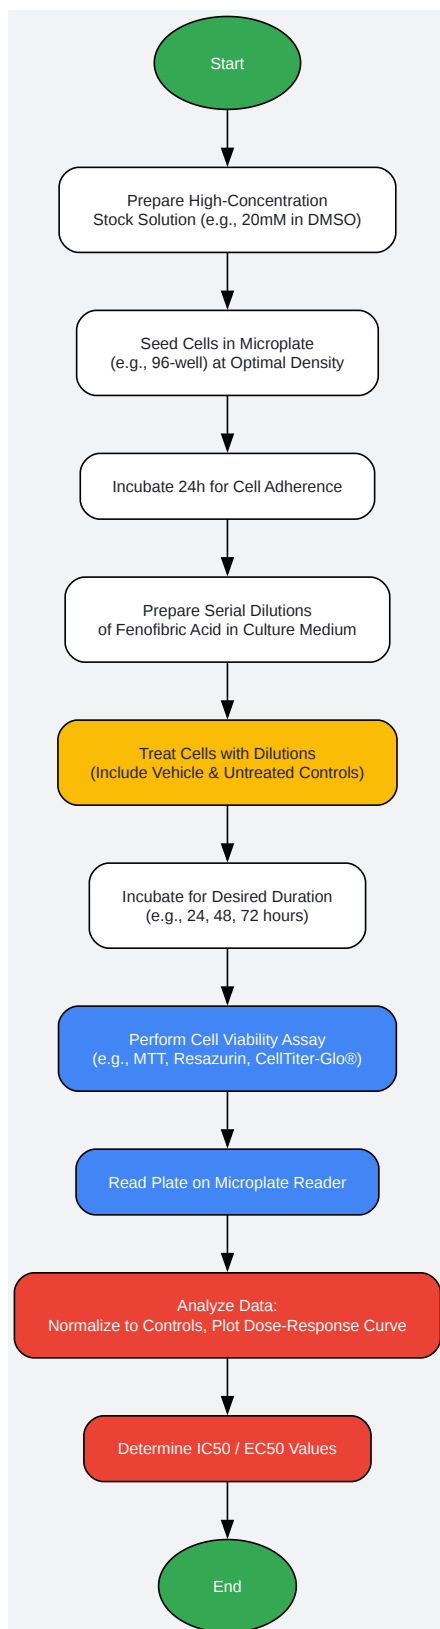 Start
Prepare High-Concentration
Stock Solution (e.g., 20mM in DMSO)
Seed Cells in Microplate
(e.g., 96-well) at Optimal Density
Incubate 24h for Cell Adherence
Prepare Serial Dilutions
of Fenofibric Acid in Culture Medium
Treat Cells with Dilutions
(Include Vehicle & Untreated Controls)
Incubate for Desired Duration
(e.g., 24, 48, 72 hours)
Perform Cell Viability Assay
(e.g., MTT, Resazurin, CellTiter-Glo®)
Read Plate on Microplate Reader
Analyze Data:
Normalize to Controls, Plot Dose-Response Curve
Determine IC50 / EC50 Values
End